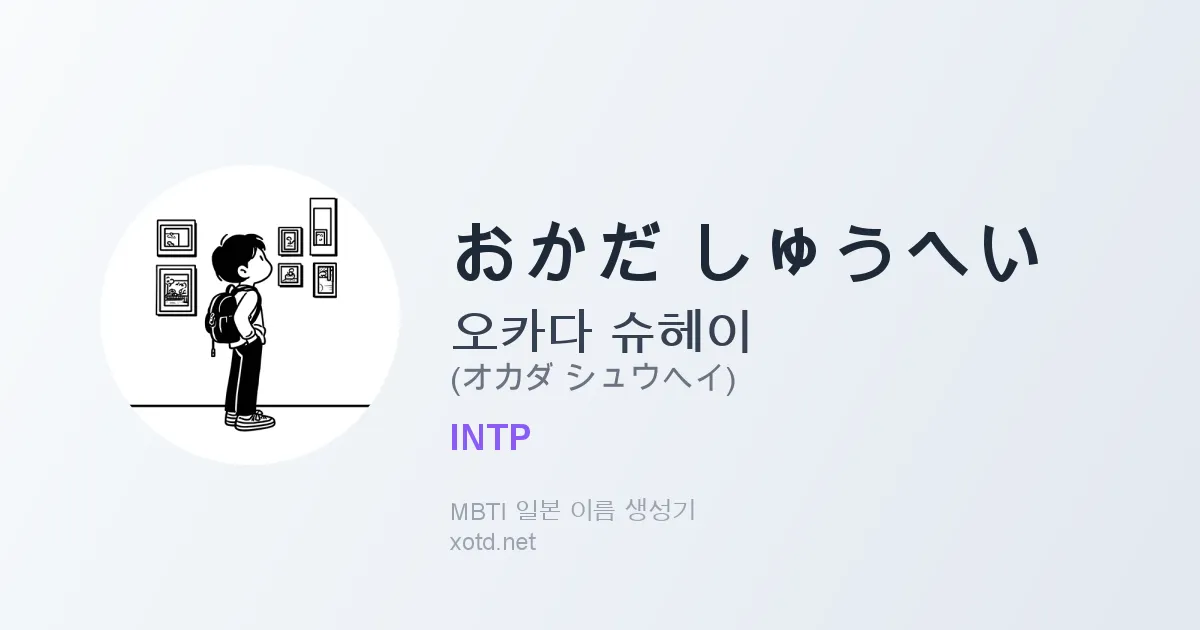 おかだ しゅうへい
오카다 슈헤이
(オカダ シュウヘイ)
INTP
MBTI 일본 이름 생성기
xotd.net